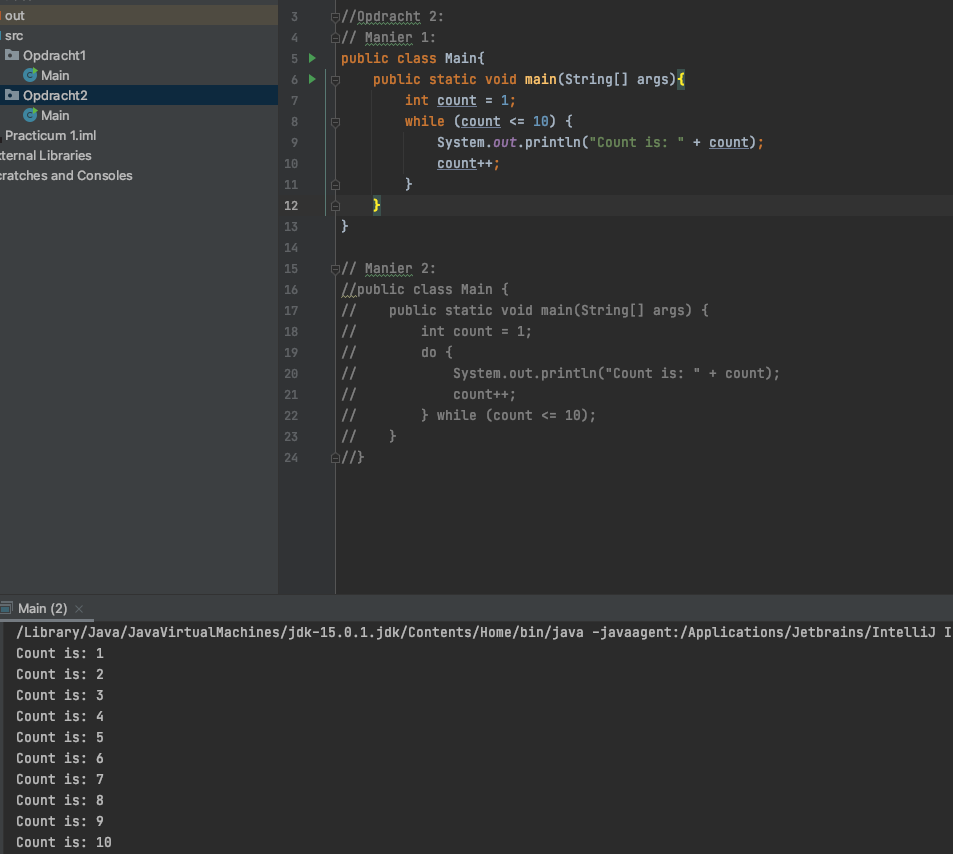 out
src
Opdracht1
Main
Opdracht2
Main
Practicum 1.iml
ternal Libraries
ratches and Consoles
3 //Opdracht 2:
4 // Manier 1:
5 public class Main{
6     public static void main(String[] args){
7         int count = 1;
8         while (count <= 10) {
9             System.out.println("Count is: " + count);
10             count++;
11         }
12     }
13 }
14
15 // Manier 2:
16 //public class Main {
17 //    public static void main(String[] args) {
18 //        int count = 1;
19 //        do {
20 //            System.out.println("Count is: " + count);
21 //            count++;
22 //        } while (count <= 10);
23 //    }
24 //}
Main (2) ×
/Library/Java/JavaVirtualMachines/jdk-15.0.1.jdk/Contents/Home/bin/java -javaagent:/Applications/Jetbrains/IntelliJ I
Count is: 1
Count is: 2
Count is: 3
Count is: 4
Count is: 5
Count is: 6
Count is: 7
Count is: 8
Count is: 9
Count is: 10